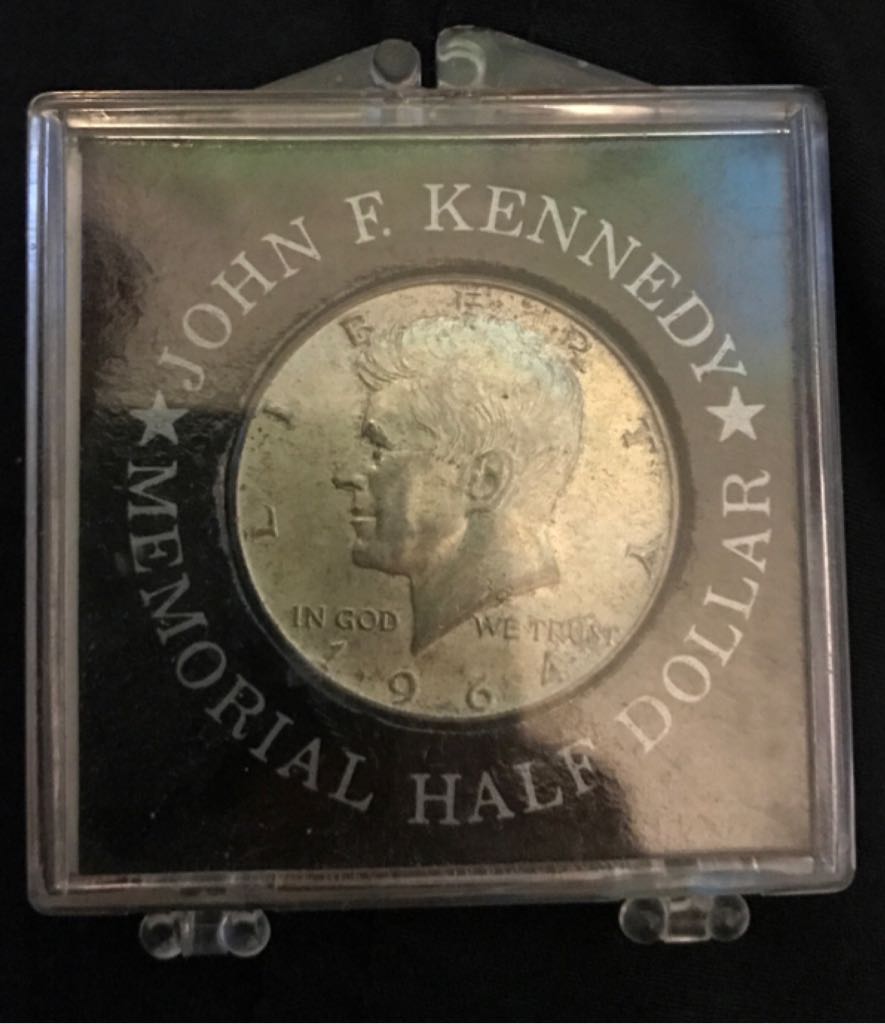 JOHN F. KENNEDY
★ ★
MEMORIAL HALF DOLLAR
LIBERTY
IN GOD WE TRUST
1964